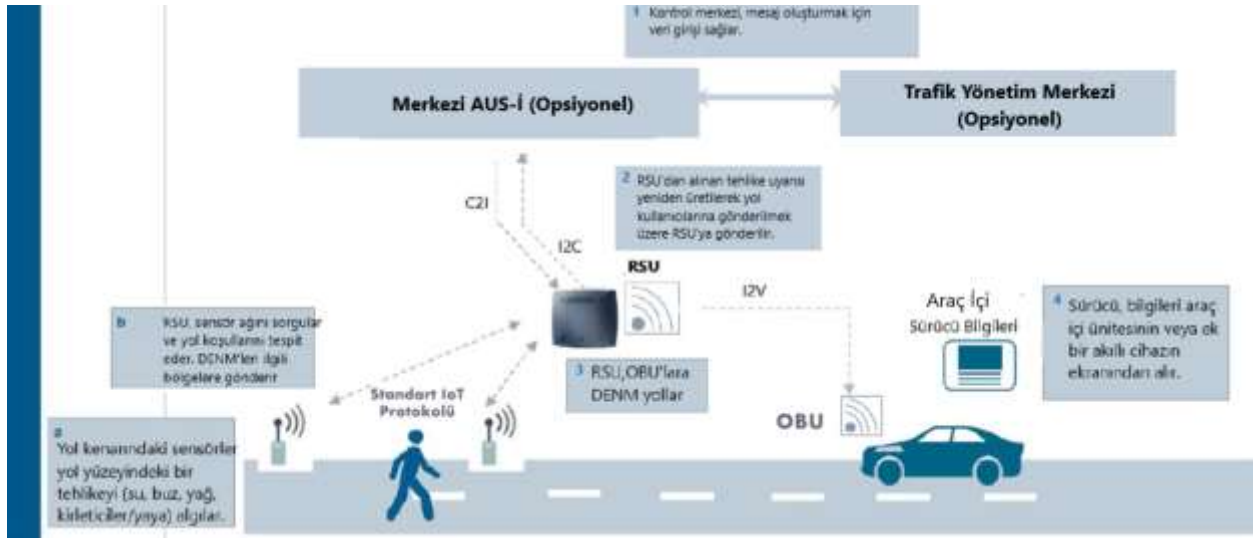 1 Kontrol merkezi, mesaj oluşturmak için
veri girişi sağlar.
Merkezi AUS-İ (Opsiyonel)
Trafik Yönetim Merkezi
(Opsiyonel)
2 RSU'dan alınan tehlike uyarısı
yeniden üretilerek yol
kullanıcılarına gönderilmek
üzere RSU'ya gönderilir.
C2I
I2C
RSU
I2V
Araç İçi
Sürücü Bilgileri
4 Sürücü, bilgileri araç
içi ünitesinin veya ek
bir akıllı cihazın
ekranından alır.
b RSU, sensör ağını sorgular
ve yol koşullarını tespit
eder. DENM'leri ilgili
bölgelere gönderir
3 RSU,OBU'lara
DENM yollar
Standart IoT
Protokolü
OBU
a
Yol kenarındaki sensörler
yol yüzeyindeki bir
tehlikeyi (su, buz, yağ,
kirleticiler/yaya) algılar.